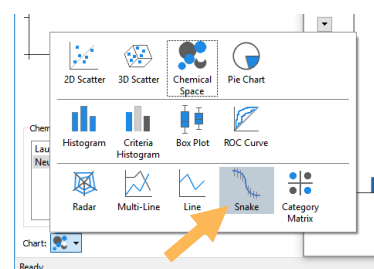 2D Scatter 3D Scatter Chemical Space Pie Chart
Chem
Histogram Criteria Histogram Box Plot ROC Curve
Lau
Neu
Radar Multi-Line Line Snake Category Matrix
Chart:
Ready